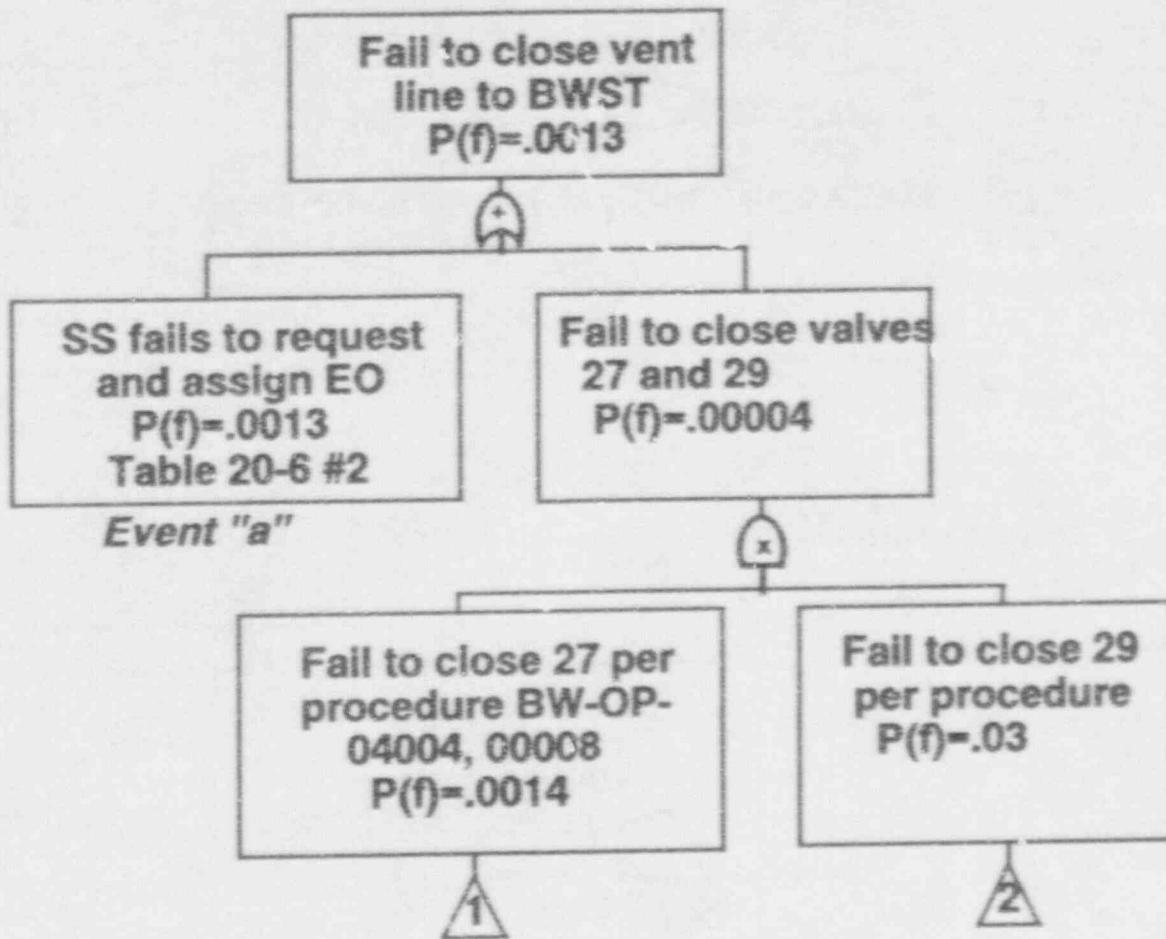 Fail to close vent
line to BWST
P(f)=.0013
+
SS fails to request
and assign EO
P(f)=.0013
Table 20-6 #2
Event "a"
Fail to close valves
27 and 29
P(f)=.00004
x
Fail to close 27 per
procedure BW-OP-
04004, 00008
P(f)=.0014
1
Fail to close 29
per procedure
P(f)=.03
2